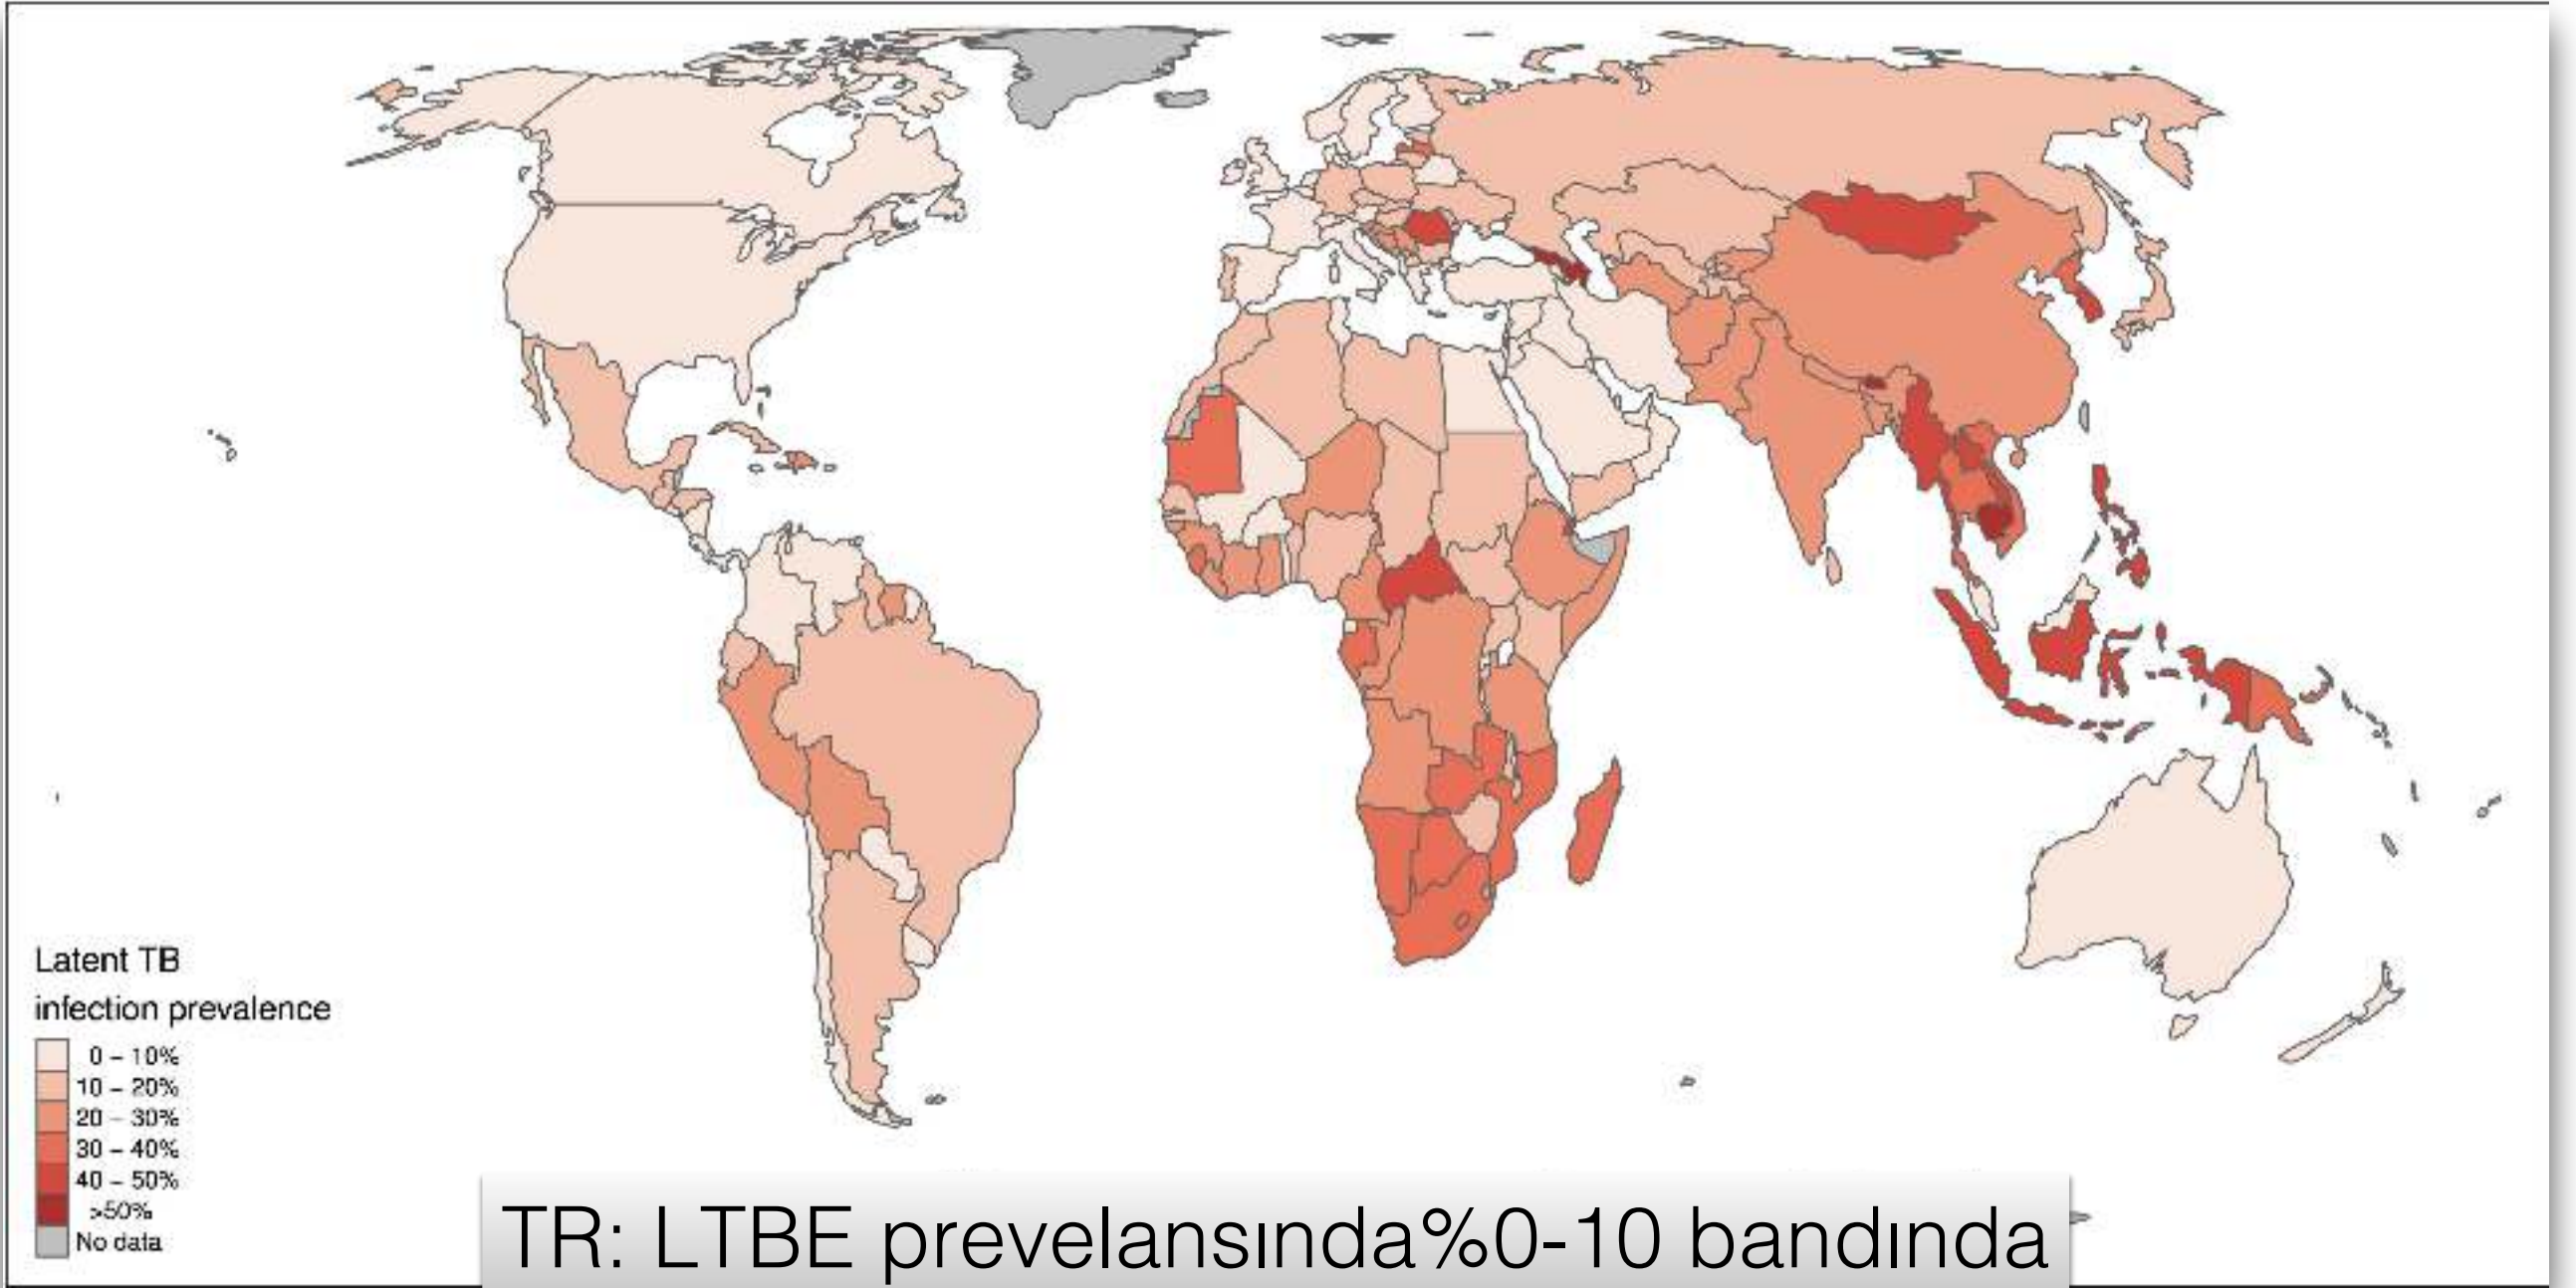 Latent TB
infection prevalence
0 – 10%
10 – 20%
20 – 30%
30 – 40%
40 – 50%
>50%
No data
TR: LTBE prevelansında%0-10 bandında